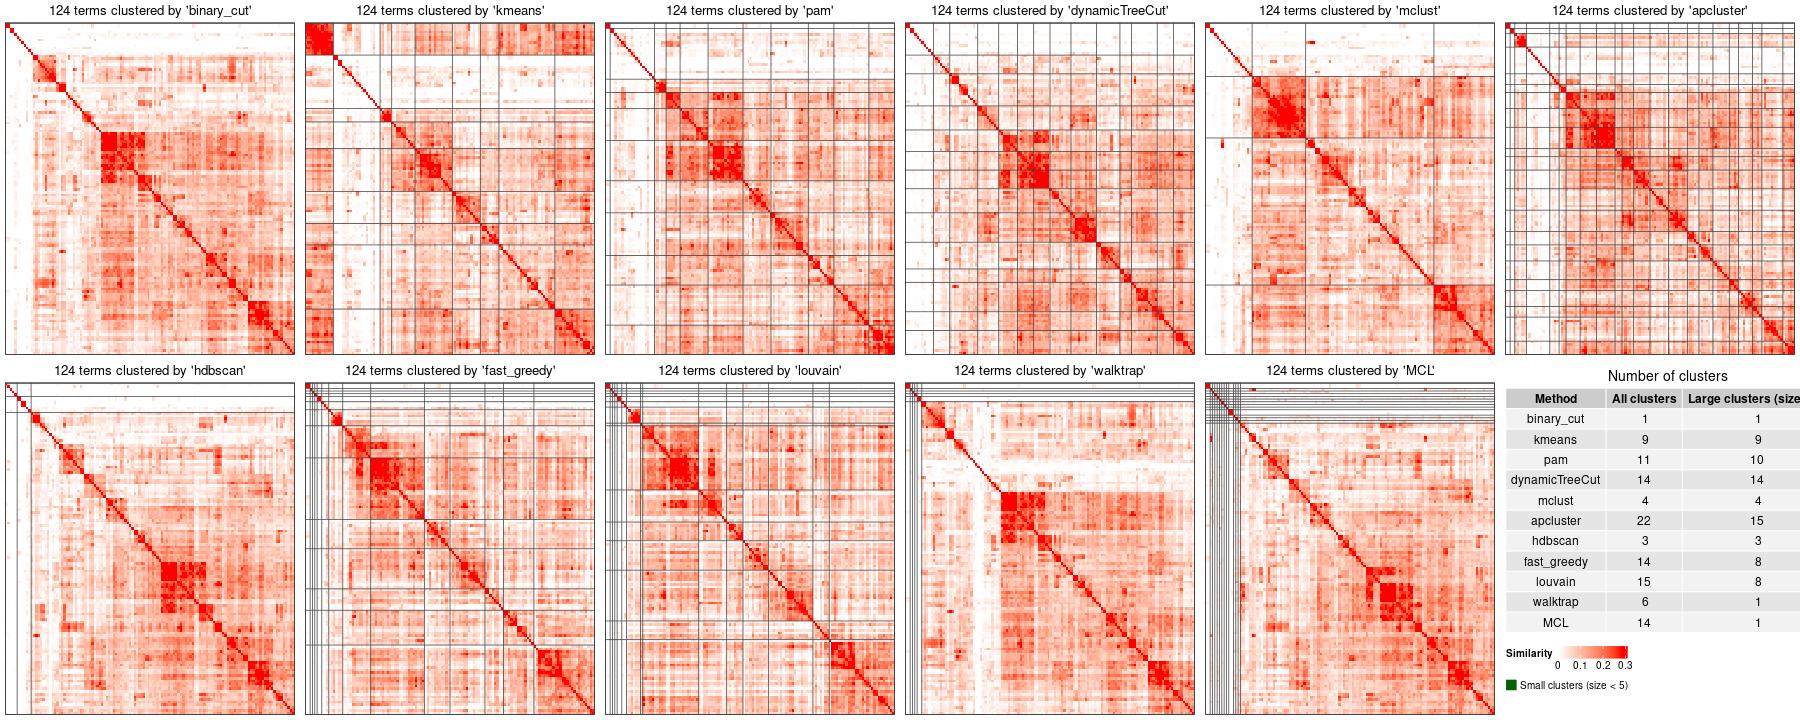 124 terms clustered by 'binary_cut'
124 terms clustered by 'kmeans'
124 terms clustered by 'pam'
124 terms clustered by 'dynamicTreeCut'
124 terms clustered by 'mclust'
124 terms clustered by 'apcluster'
124 terms clustered by 'hdbscan'
124 terms clustered by 'fast_greedy'
124 terms clustered by 'louvain'
124 terms clustered by 'walktrap'
124 terms clustered by 'MCL'
Number of clusters
Method All clusters Large clusters (size
binary_cut 1 1
kmeans 9 9
pam 11 10
dynamicTreeCut 14 14
mclust 4 4
apcluster 22 15
hdbscan 3 3
fast_greedy 14 8
louvain 15 8
walktrap 6 1
MCL 14 1
Similarity
0 0.1 0.2 0.3
Small clusters (size < 5)